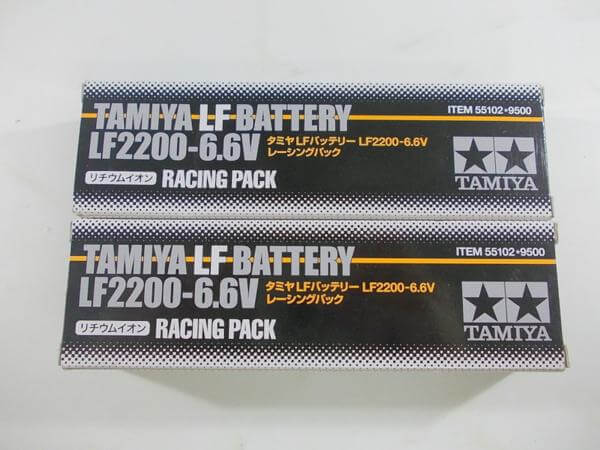 TAMIYA LF BATTERY
ITEM 55102•9500
LF2200-6.6V
タミヤ LFバッテリー LF2200-6.6V
レーシングパック
リチウムイオン RACING PACK
TAMIYA
TAMIYA LF BATTERY
ITEM 55102•9500
LF2200-6.6V
タミヤ LFバッテリー LF2200-6.6V
レーシングパック
リチウムイオン RACING PACK
TAMIYA